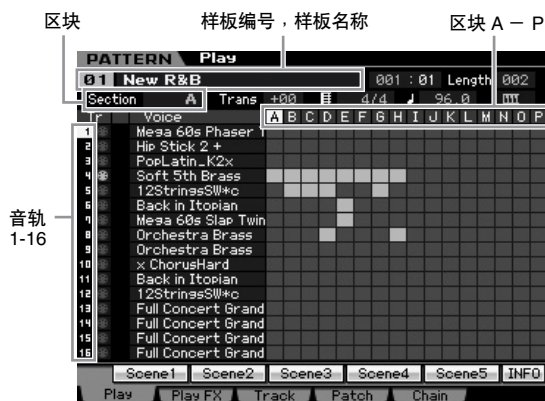 区块 样板编号，样板名称 区块 A － P
PATTERN Play
01 New R&B 001 : 01 Length 002
Section A Trans +00 4/4 96.0
Tr Voice A B C D E F G H I J K L M N O P
1 Mega 60s Phaser 1
2 Hip Stick 2 +
3 PopLatin_K2x
4 Soft 5th Brass
5 12StringsSW*c
6 Back in Itopian
7 Mega 60s Slap Twin
8 Orchestra Brass
9 Orchestra Brass
10 x ChorusHard
11 Back in Itopian
12 12StringsSW*c
13 Full Concert Grand
14 Full Concert Grand
15 Full Concert Grand
16 Full Concert Grand
音轨
1-16
Scene1 Scene2 Scene3 Scene4 Scene5 INFO
Play Play FX Track Patch Chain